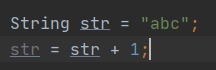 String str = "abc";
str = str + 1;